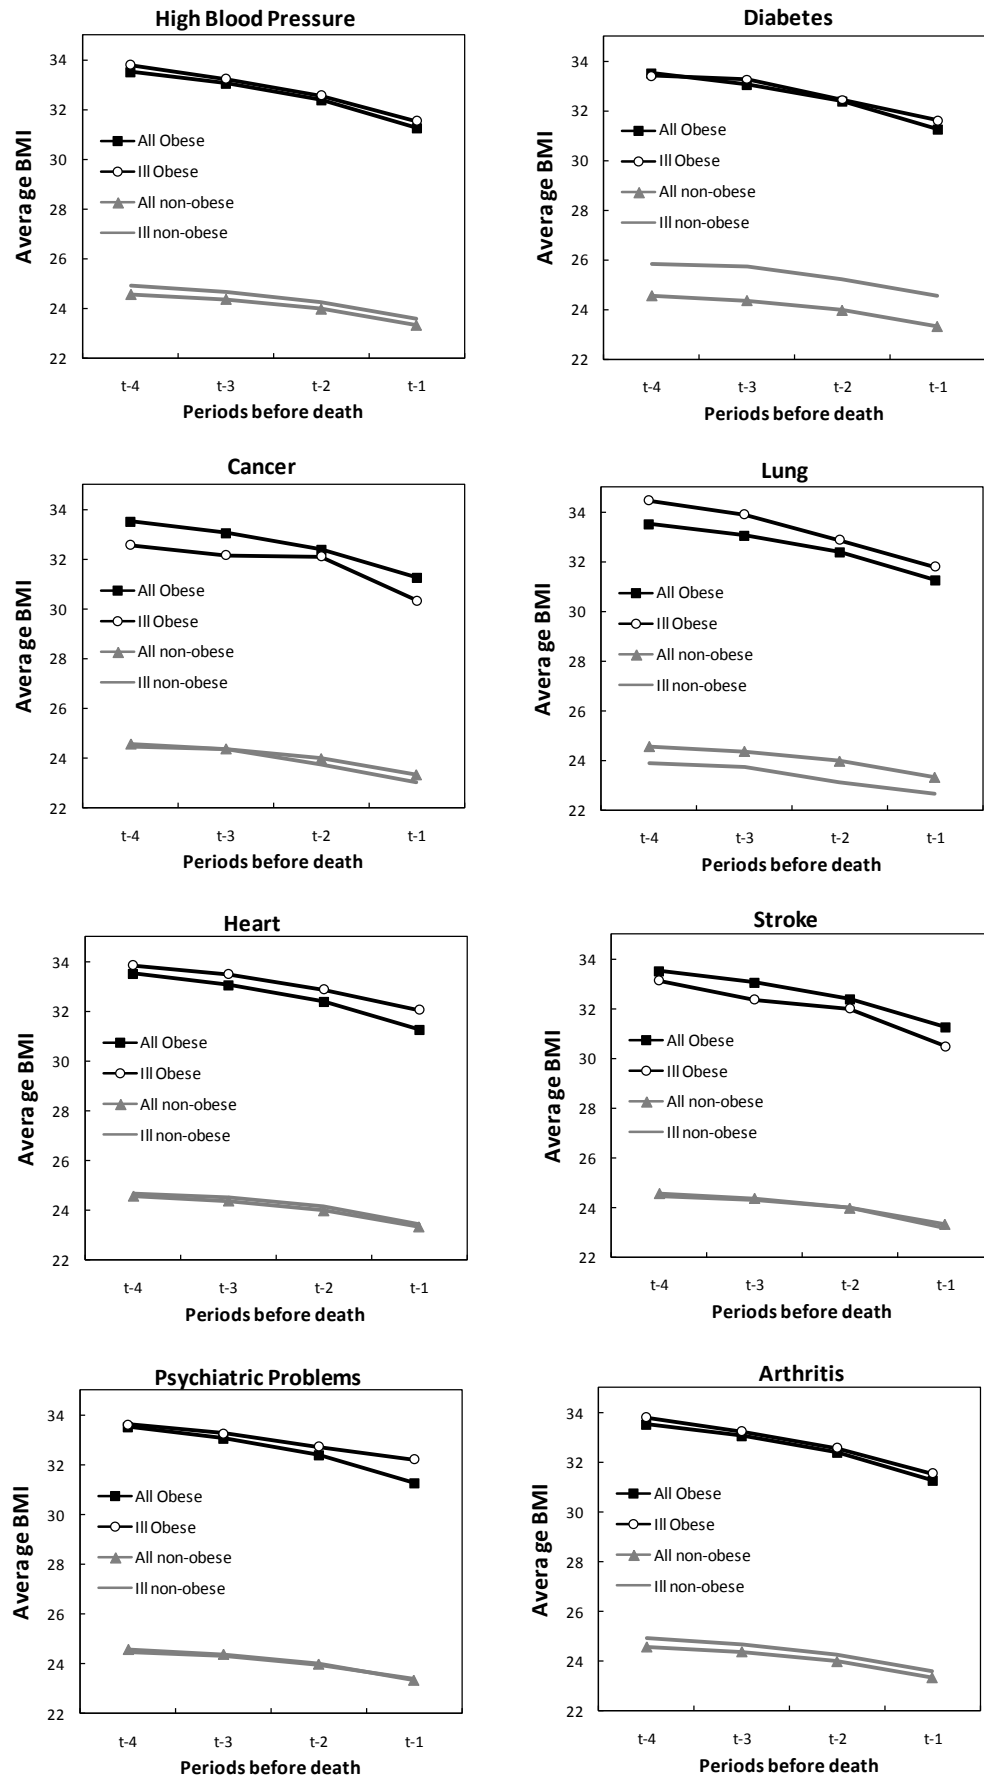 High Blood Pressure
Average BMI
34
32
30
28
26
24
22
All Obese
Ill Obese
All non-obese
Ill non-obese
t-4 t-3 t-2 t-1
Periods before death
Diabetes
Average BMI
34
32
30
28
26
24
22
All Obese
Ill Obese
All non-obese
Ill non-obese
t-4 t-3 t-2 t-1
Periods before death
Cancer
Average BMI
34
32
30
28
26
24
22
All Obese
Ill Obese
All non-obese
Ill non-obese
t-4 t-3 t-2 t-1
Periods before death
Lung
Average BMI
34
32
30
28
26
24
22
All Obese
Ill Obese
All non-obese
Ill non-obese
t-4 t-3 t-2 t-1
Periods before death
Heart
Average BMI
34
32
30
28
26
24
22
All Obese
Ill Obese
All non-obese
Ill non-obese
t-4 t-3 t-2 t-1
Periods before death
Stroke
Average BMI
34
32
30
28
26
24
22
All Obese
Ill Obese
All non-obese
Ill non-obese
t-4 t-3 t-2 t-1
Periods before death
Psychiatric Problems
Average BMI
34
32
30
28
26
24
22
All Obese
Ill Obese
All non-obese
Ill non-obese
t-4 t-3 t-2 t-1
Periods before death
Arthritis
Average BMI
34
32
30
28
26
24
22
All Obese
Ill Obese
All non-obese
Ill non-obese
t-4 t-3 t-2 t-1
Periods before death